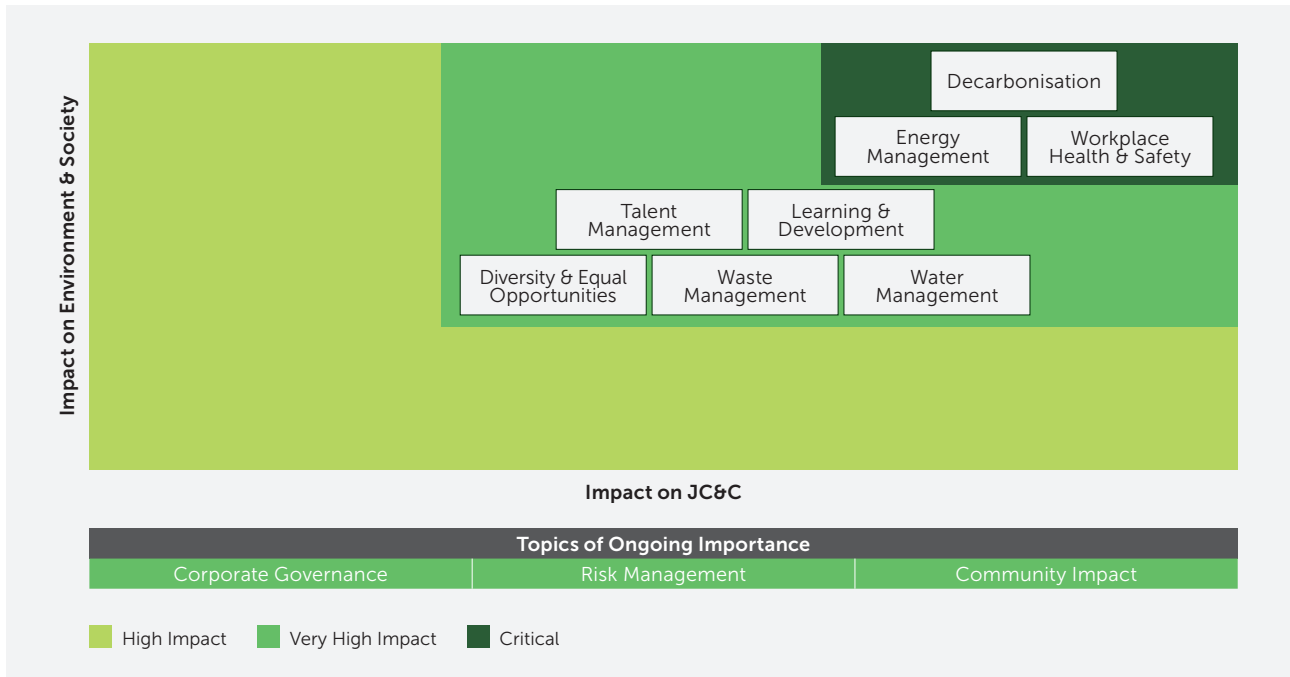 Impact on Environment & Society
Decarbonisation
Energy
Management
Workplace
Health & Safety
Talent
Management
Learning &
Development
Diversity & Equal
Opportunities
Waste
Management
Water
Management
Impact on JC&C
Topics of Ongoing Importance
Corporate Governance
Risk Management
Community Impact
High Impact
Very High Impact
Critical